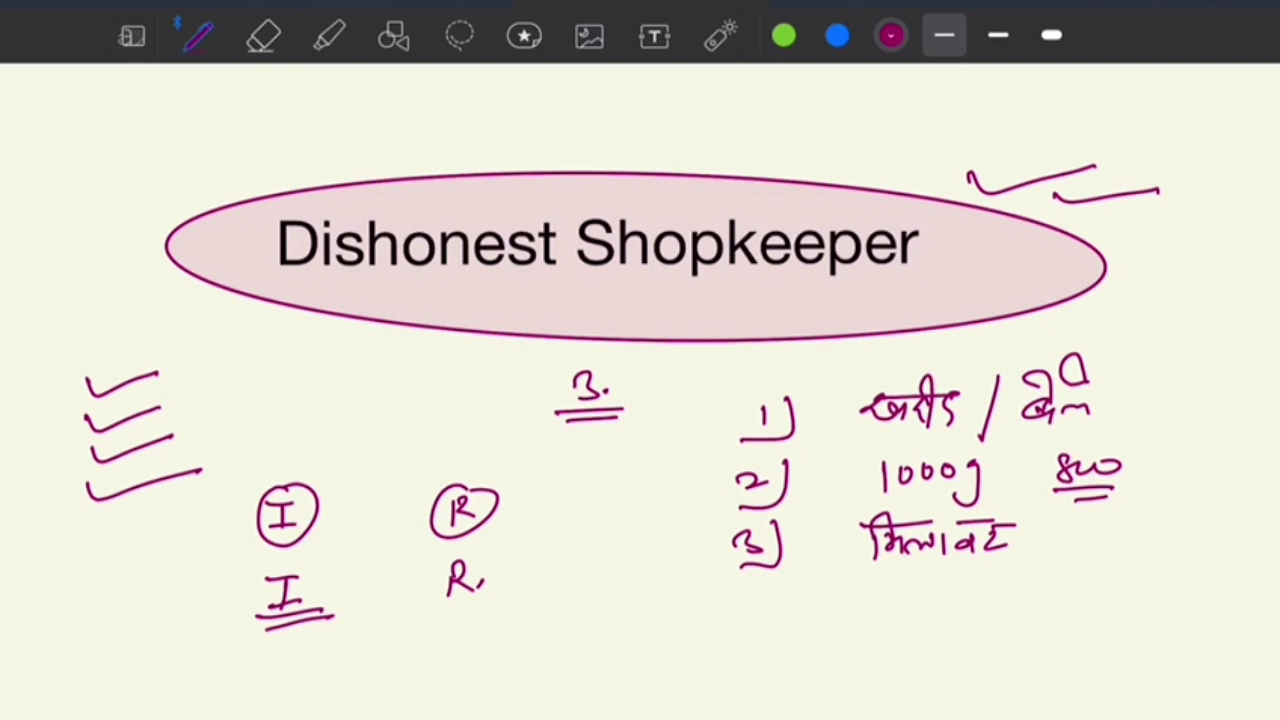 Dishonest Shopkeeper
3.
1) खरीद /
2) 1000g 800
3) मिलावट
I R
I R.